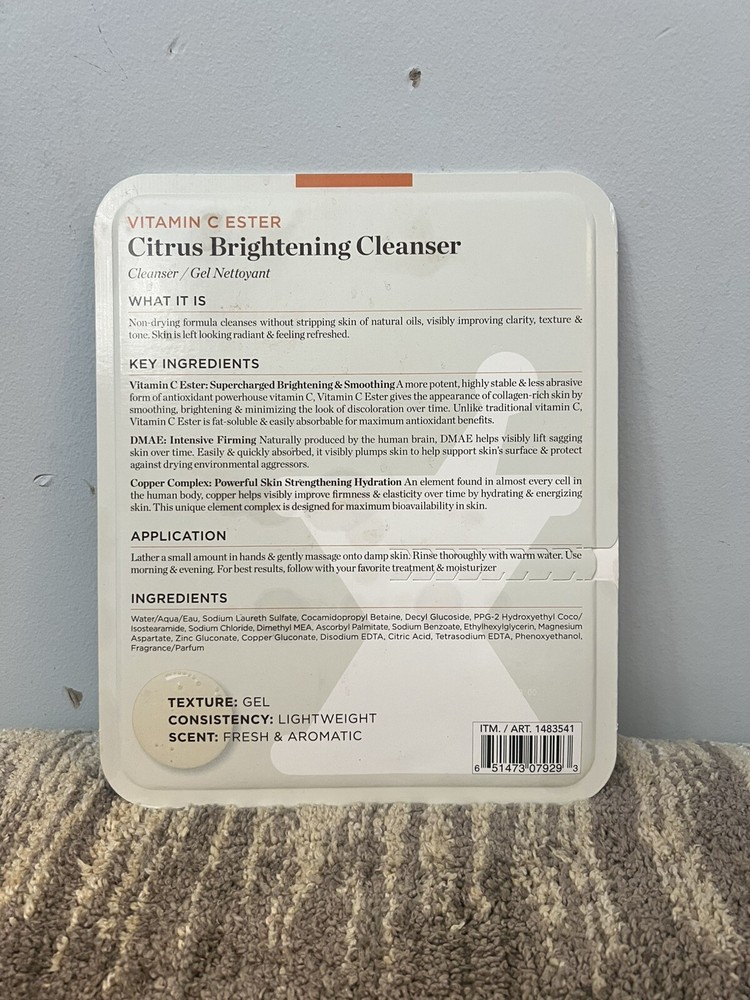 VITAMIN C ESTER
Citrus Brightening Cleanser
Cleanser / Gel Nettoyant
WHAT IT IS
Non-drying formula cleanses without stripping skin of natural oils, visibly improving clarity, texture &
tone. Skin is left looking radiant & feeling refreshed.
KEY INGREDIENTS
Vitamin C Ester: Supercharged Brightening & Smoothing A more potent, highly stable & less abrasive
form of antioxidant powerhouse vitamin C, Vitamin C Ester gives the appearance of collagen-rich skin by
smoothing, brightening & minimizing the look of discoloration over time. Unlike traditional vitamin C,
Vitamin C Ester is fat-soluble & easily absorbable for maximum antioxidant benefits.
DMAE: Intensive Firming Naturally produced by the human brain, DMAE helps visibly lift sagging
skin over time. Easily & quickly absorbed, it visibly plumps skin to help support skin's surface & protect
against drying environmental aggressors.
Copper Complex: Powerful Skin Strengthening Hydration An element found in almost every cell in
the human body, copper helps visibly improve firmness & elasticity over time by hydrating & energizing
skin. This unique element complex is designed for maximum bioavailability in skin.
APPLICATION
Lather a small amount in hands & gently massage onto damp skin. Rinse thoroughly with warm water. Use
morning & evening. For best results, follow with your favorite treatment & moisturizer
INGREDIENTS
Water/Aqua/Eau, Sodium Laureth Sulfate, Cocamidopropyl Betaine, Decyl Glucoside, PPG-2 Hydroxyethyl Coco/
Isostearamide, Sodium Chloride, Dimethyl MEA, Ascorbyl Palmitate, Sodium Benzoate, Ethylhexylglycerin, Magnesium
Aspartate, Zinc Gluconate, Copper Gluconate, Disodium EDTA, Citric Acid, Tetrasodium EDTA, Phenoxyethanol,
Fragrance/Parfum
TEXTURE: GEL
CONSISTENCY: LIGHTWEIGHT
SCENT: FRESH & AROMATIC
ITM. / ART. 1483541
6 51473 07929 3